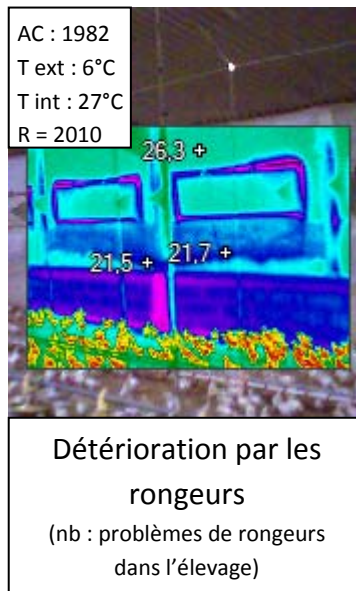 AC : 1982
T ext : 6°C
T int : 27°C
R = 2010
26,3 +
21,5 + 21,7 +
Détérioration par les
rongeurs
(nb : problèmes de rongeurs
dans l’élevage)